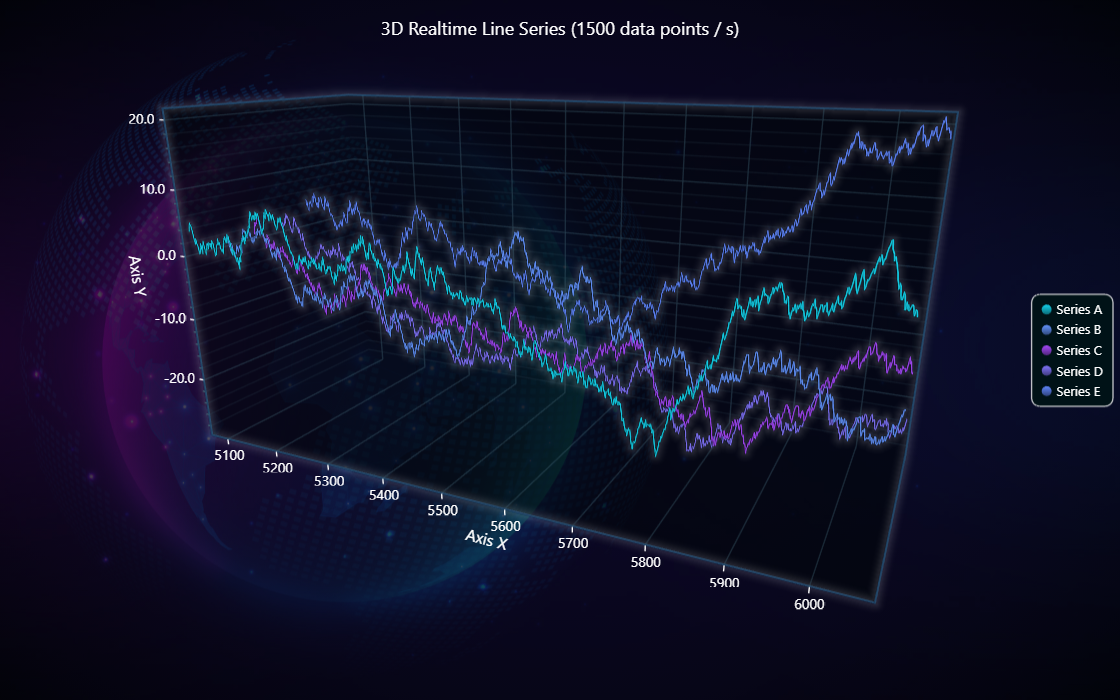 3D Realtime Line Series (1500 data points / s)
20.0
10.0
0.0
-10.0
-20.0
Axis Y
5100
5200
5300
5400
5500
5600
5700
5800
5900
6000
Axis X
Series A
Series B
Series C
Series D
Series E